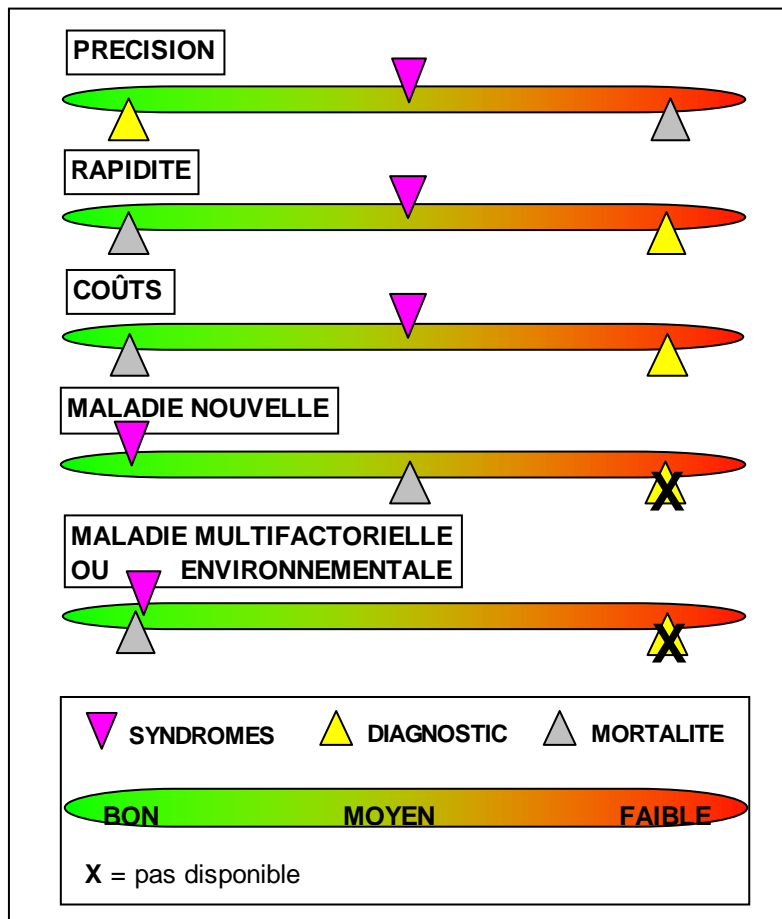 PRECISION
RAPIDITE
COÛTS
MALADIE NOUVELLE
X
MALADIE MULTIFACTORIELLE
OU ENVIRONNEMENTALE
X
SYNDROMES DIAGNOSTIC MORTALITE
BON MOYEN FAIBLE
X = pas disponible